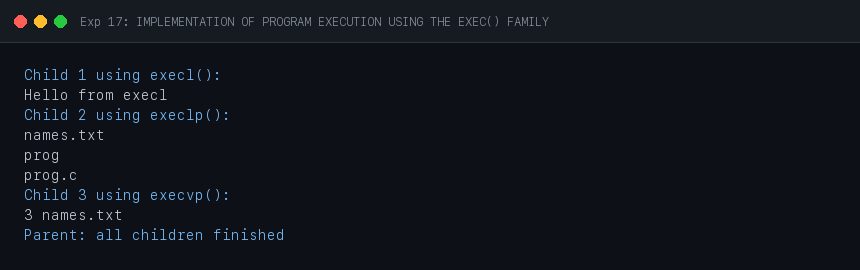 Exp 17: IMPLEMENTATION OF PROGRAM EXECUTION USING THE EXEC() FAMILY
Child 1 using execl():
Hello from execl
Child 2 using execlp():
names.txt
prog
prog.c
Child 3 using execvp():
3 names.txt
Parent: all children finished